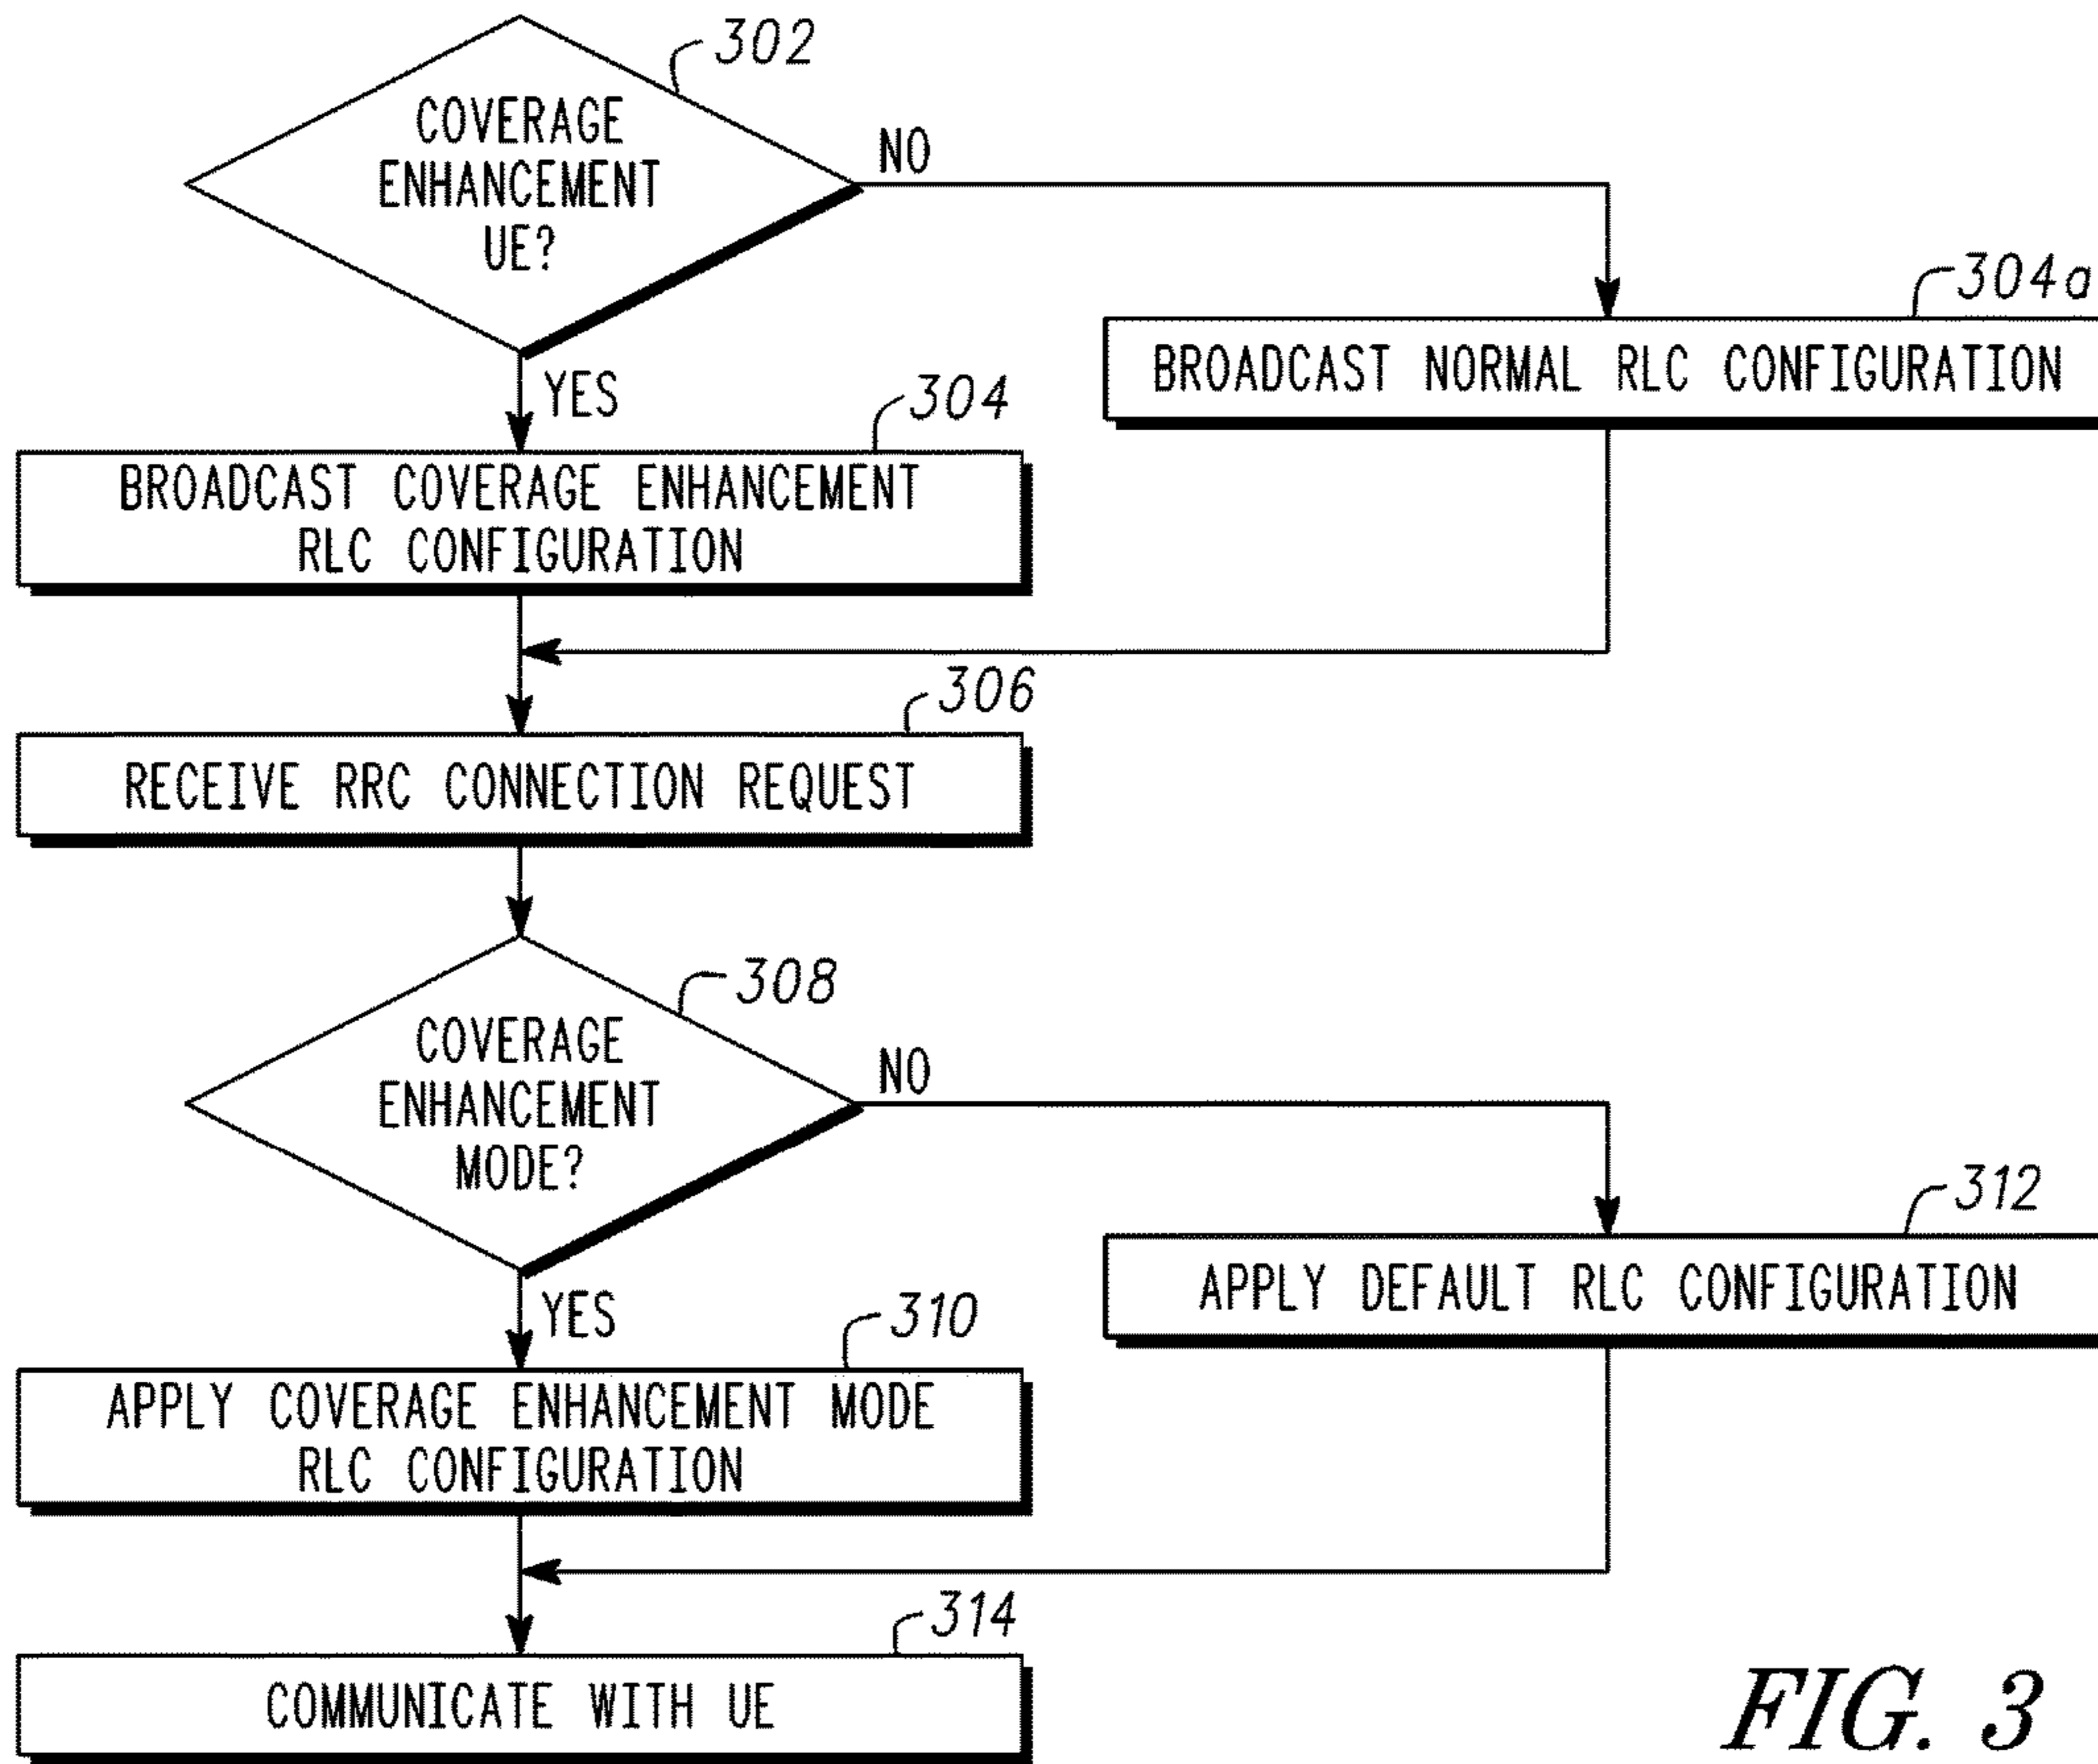 302
COVERAGE
ENHANCEMENT
UE?
NO
304a
BROADCAST NORMAL RLC CONFIGURATION
YES
304
BROADCAST COVERAGE ENHANCEMENT
RLC CONFIGURATION
306
RECEIVE RRC CONNECTION REQUEST
308
COVERAGE
ENHANCEMENT
MODE?
NO
312
APPLY DEFAULT RLC CONFIGURATION
YES
310
APPLY COVERAGE ENHANCEMENT MODE
RLC CONFIGURATION
314
COMMUNICATE WITH UE
FIG. 3